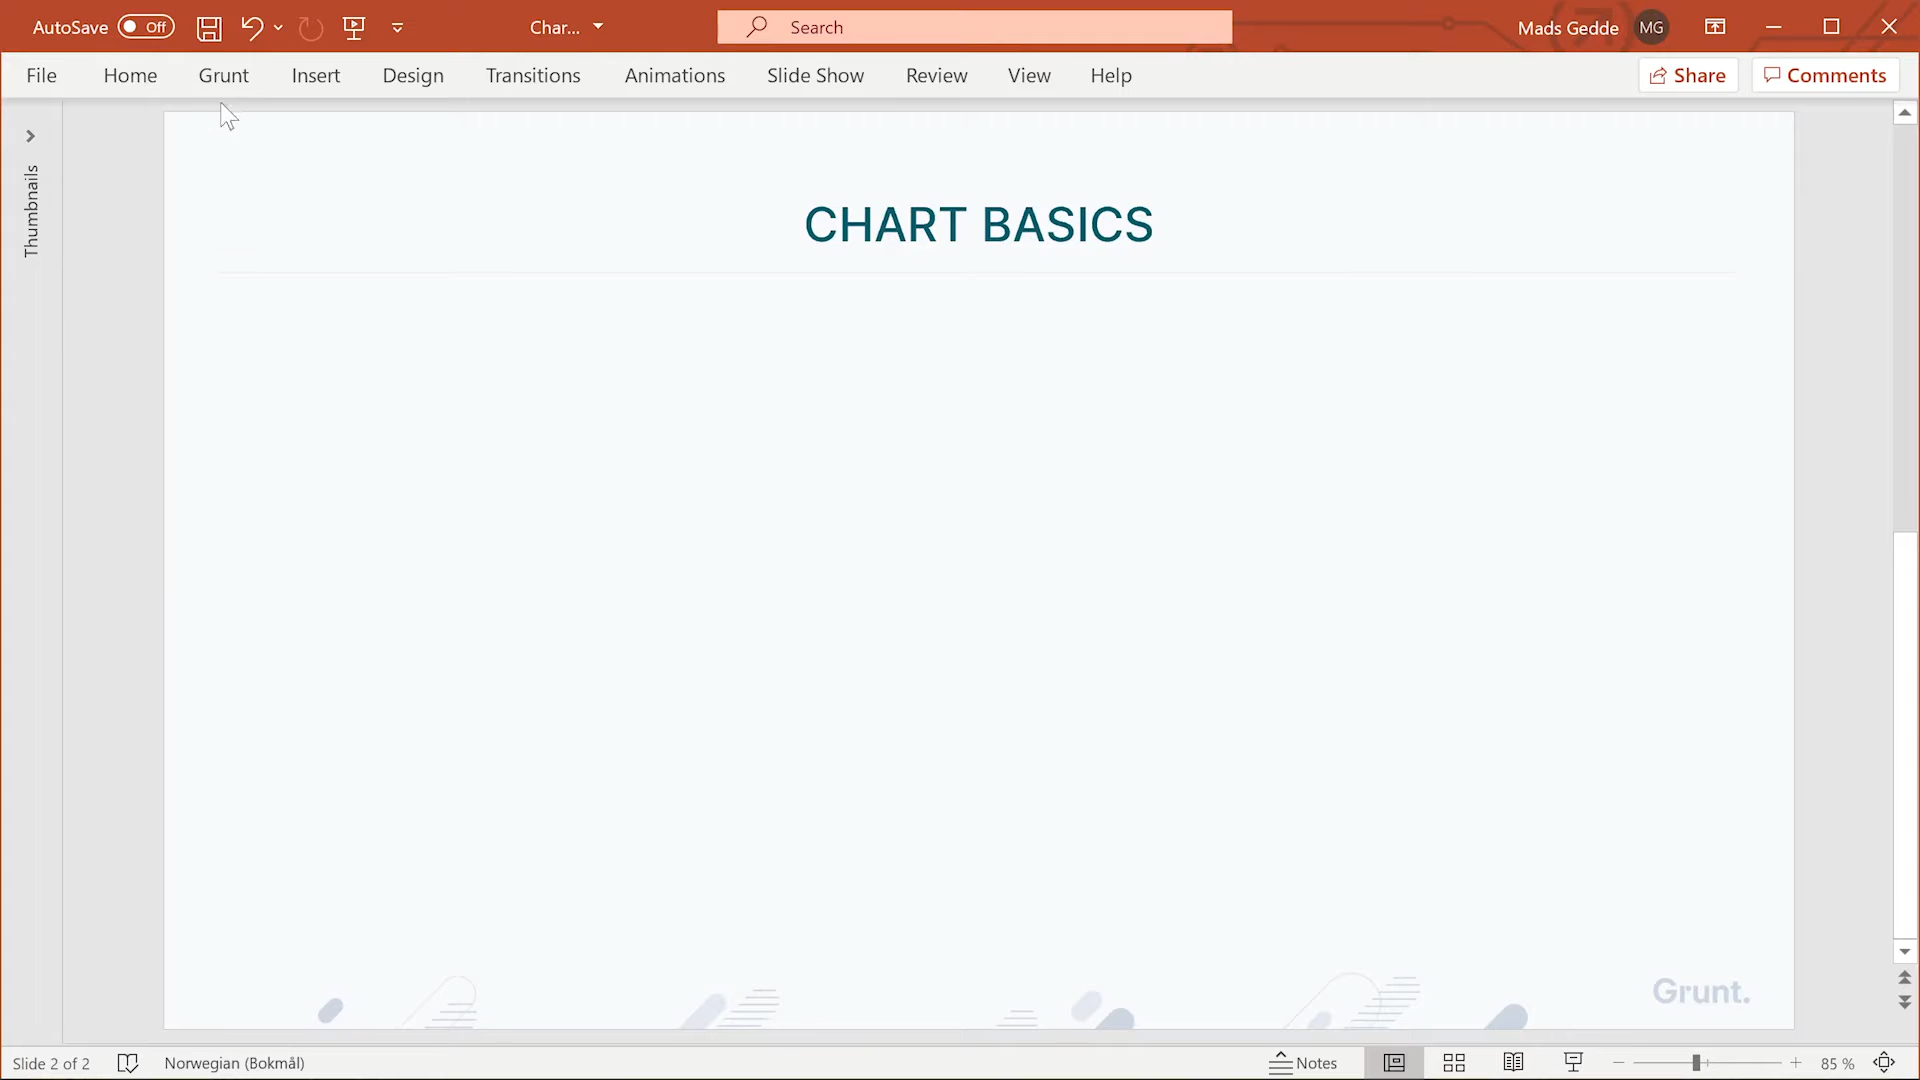 AutoSave Off Char... Search Mads Gedde MG
File Home Grunt Insert Design Transitions Animations Slide Show Review View Help Share Comments
Thumbnails
CHART BASICS
Grunt.
Slide 2 of 2 Norwegian (Bokmål) Notes 85 %